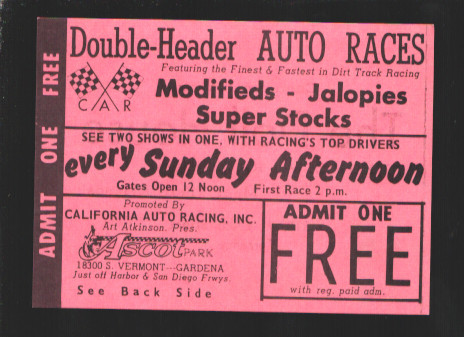 ADMIT ONE FREE
Double-Header AUTO RACES
Featuring the Finest & Fastest in Dirt Track Racing
CAR
Modifieds - Jalopies
Super Stocks
SEE TWO SHOWS IN ONE, WITH RACING'S TOP DRIVERS
every Sunday Afternoon
Gates Open 12 Noon First Race 2 p.m.
Promoted By
CALIFORNIA AUTO RACING, INC.
Art Atkinson. Pres.
Ascot PARK
18300 S. VERMONT---GARDENA
Just off Harbor & San Diego Frwys.
See Back Side
ADMIT ONE
FREE
with reg. paid adm.